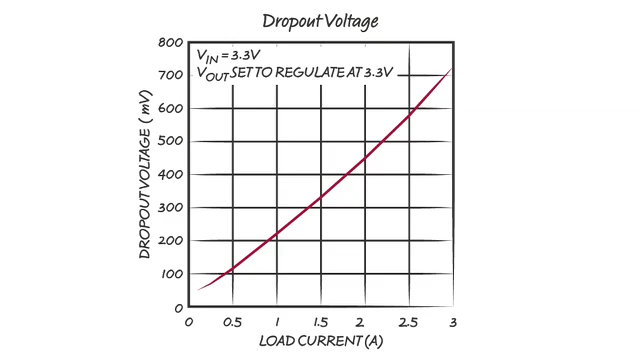 Dropout Voltage
800
700
600
500
400
300
200
100
0
DROPOUT VOLTAGE (mV)
VIN = 3.3V
VOUT SET TO REGULATE AT 3.3V
0 0.5 1 1.5 2 2.5 3
LOAD CURRENT (A)